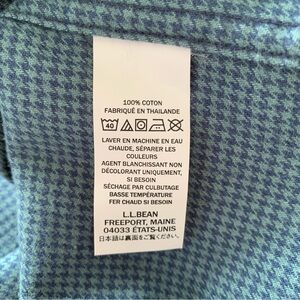 100% COTON
FABRIQUÉ EN THAILANDE
40
LAVER EN MACHINE EN EAU
CHAUDE, SÉPARER LES
COULEURS
AGENT BLANCHISSANT NON
DÉCOLORANT UNIQUEMENT,
SI BESOIN
SÉCHAGE PAR CULBUTAGE
BASSE TEMPÉRATURE
FER CHAUD SI BESOIN
L.L.BEAN
FREEPORT, MAINE
04033 ÉTATS-UNIS
日本語は裏面をご覧ください。